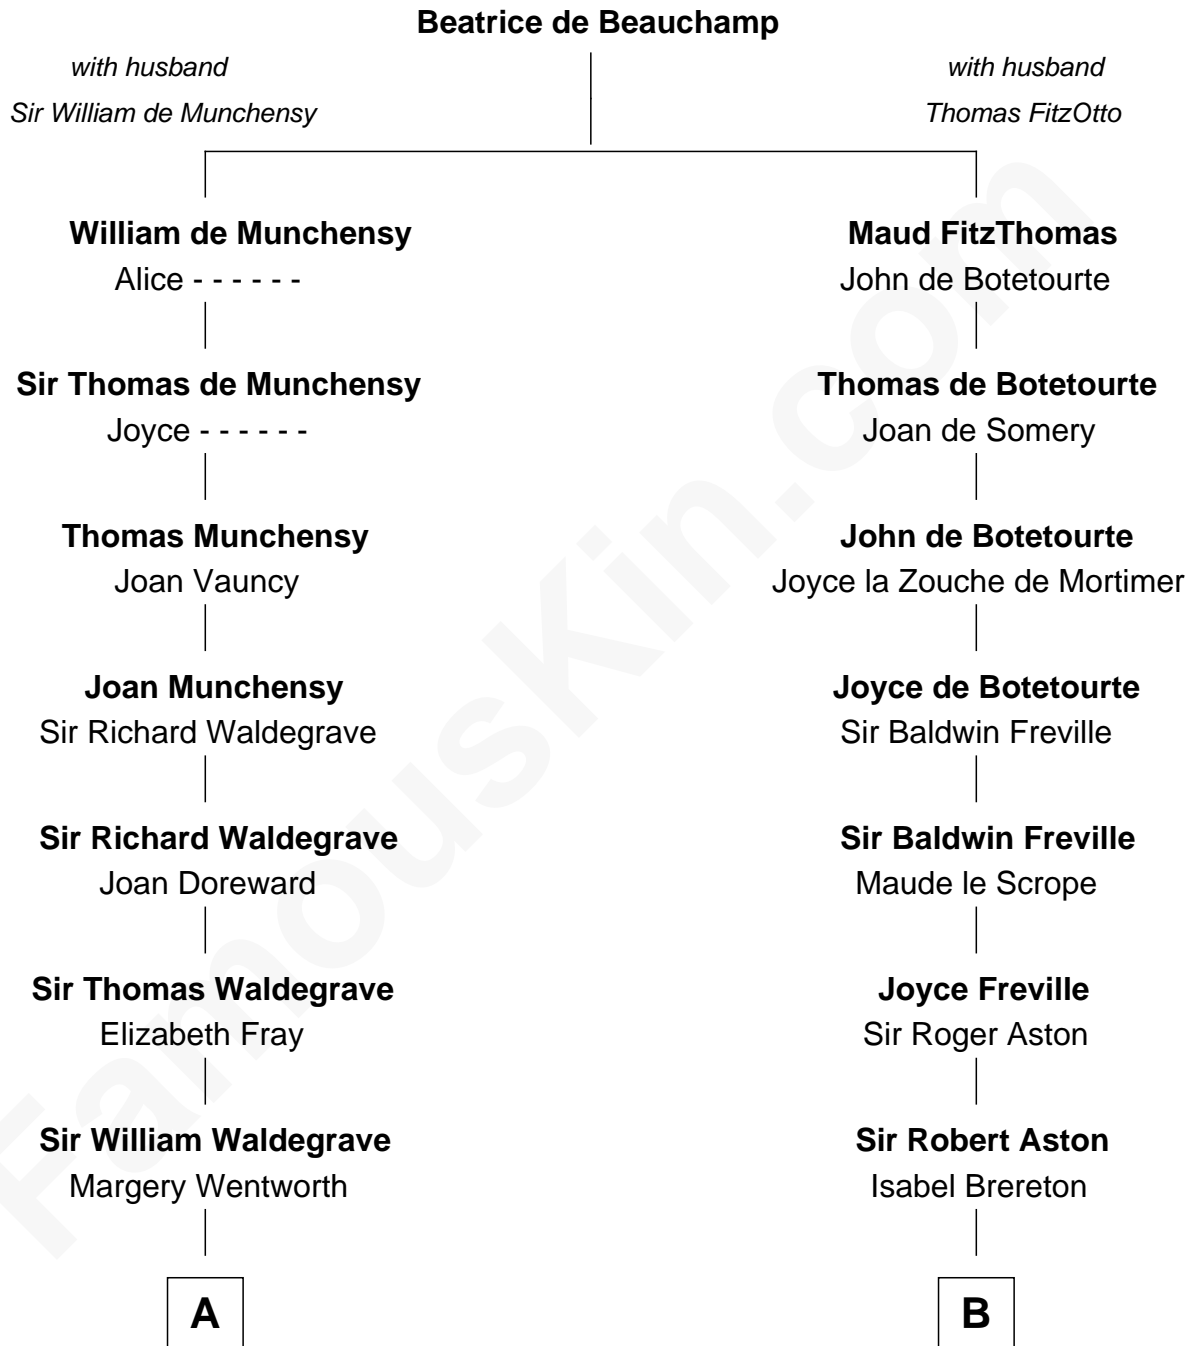 Beatrice de Beauchamp
with husband
Sir William de Munchensy
with husband
Thomas FitzOtto
William de Munchensy
Alice - - - - - -
Maud FitzThomas
John de Botetourte
Sir Thomas de Munchensy
Joyce - - - - - -
Thomas de Botetourte
Joan de Somery
Thomas Munchensy
Joan Vauncy
John de Botetourte
Joyce la Zouche de Mortimer
Joan Munchensy
Sir Richard Waldegrave
Joyce de Botetourte
Sir Baldwin Freville
Sir Richard Waldegrave
Joan Doreward
Sir Baldwin Freville
Maude le Scrope
Sir Thomas Waldegrave
Elizabeth Fray
Joyce Freville
Sir Roger Aston
Sir William Waldegrave
Margery Wentworth
Sir Robert Aston
Isabel Brereton
A
B
FamousKin.com